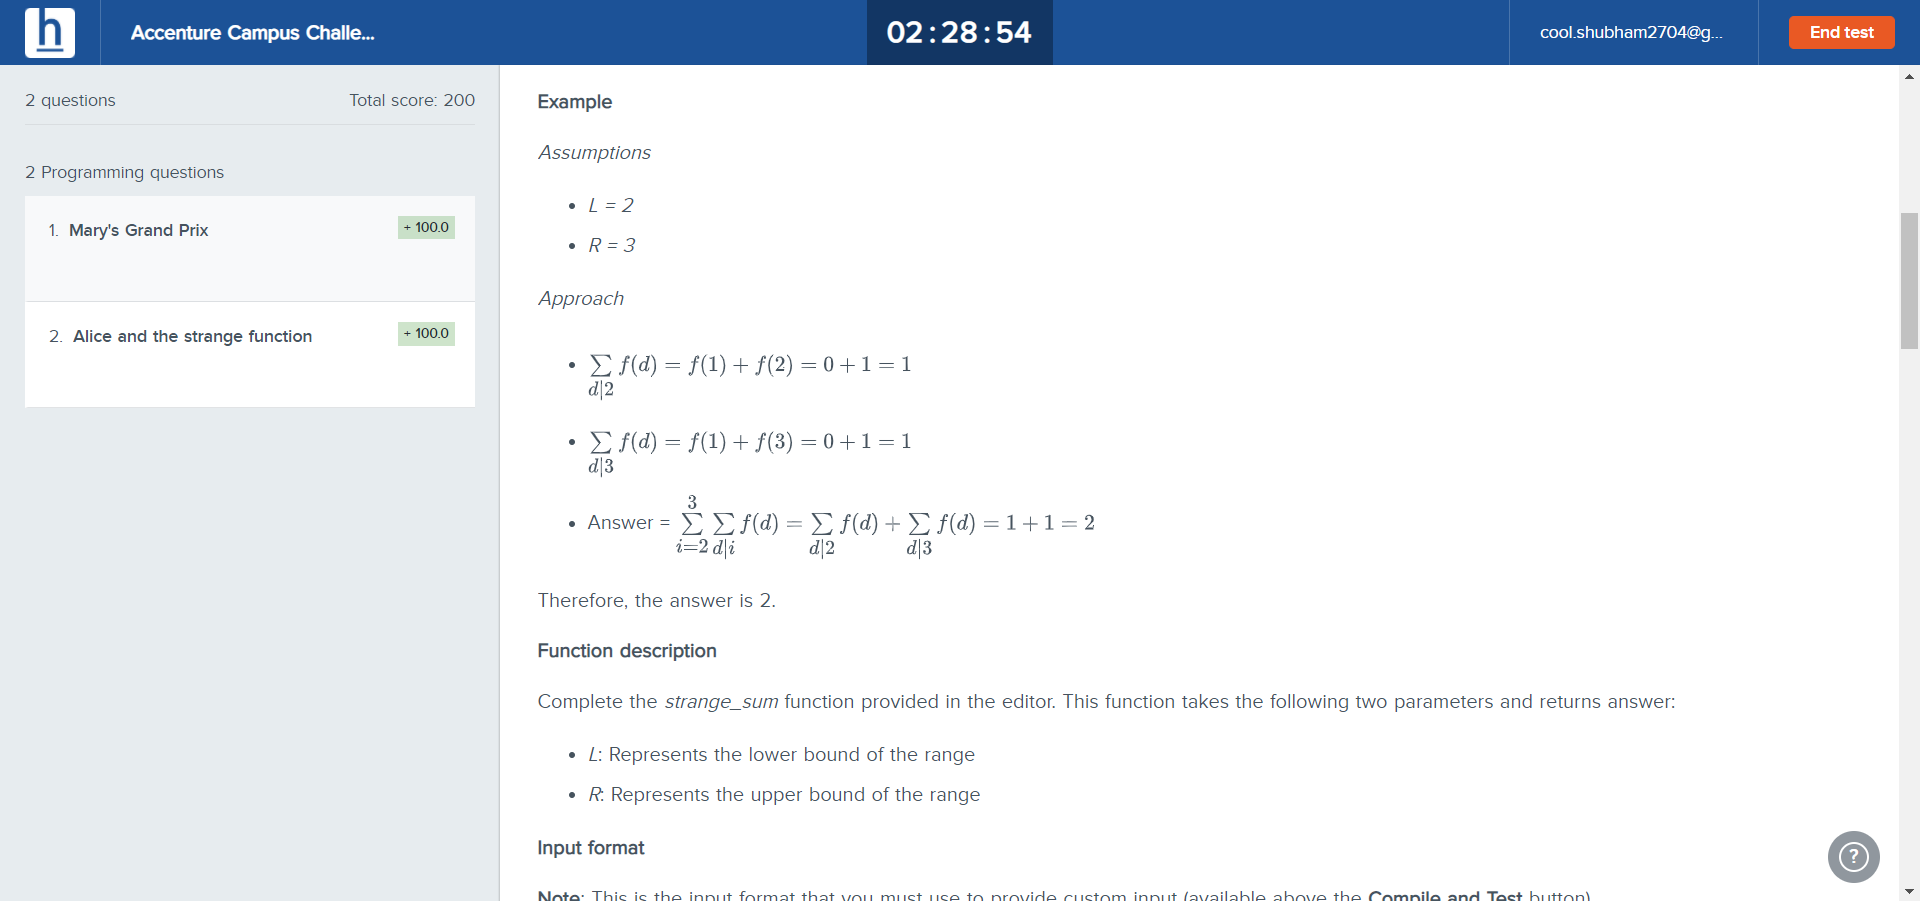 h
Accenture Campus Challe...
02:28:54
cool.shubham2704@g...
End test
2 questions
Total score: 200
2 Programming questions
1. Mary's Grand Prix
+ 100.0
2. Alice and the strange function
+ 100.0
Example
Assumptions
• L = 2
• R = 3
Approach
• ∑ f(d) = f(1) + f(2) = 0 + 1 = 1
d|2
• ∑ f(d) = f(1) + f(3) = 0 + 1 = 1
d|3
3
• Answer = ∑ ∑ f(d) = ∑ f(d) + ∑ f(d) = 1 + 1 = 2
i=2 d|i d|2 d|3
Therefore, the answer is 2.
Function description
Complete the strange_sum function provided in the editor. This function takes the following two parameters and returns answer:
• L: Represents the lower bound of the range
• R: Represents the upper bound of the range
Input format
Note: This is the input format that you must use to provide custom input (available above the Compile and Test button).
?